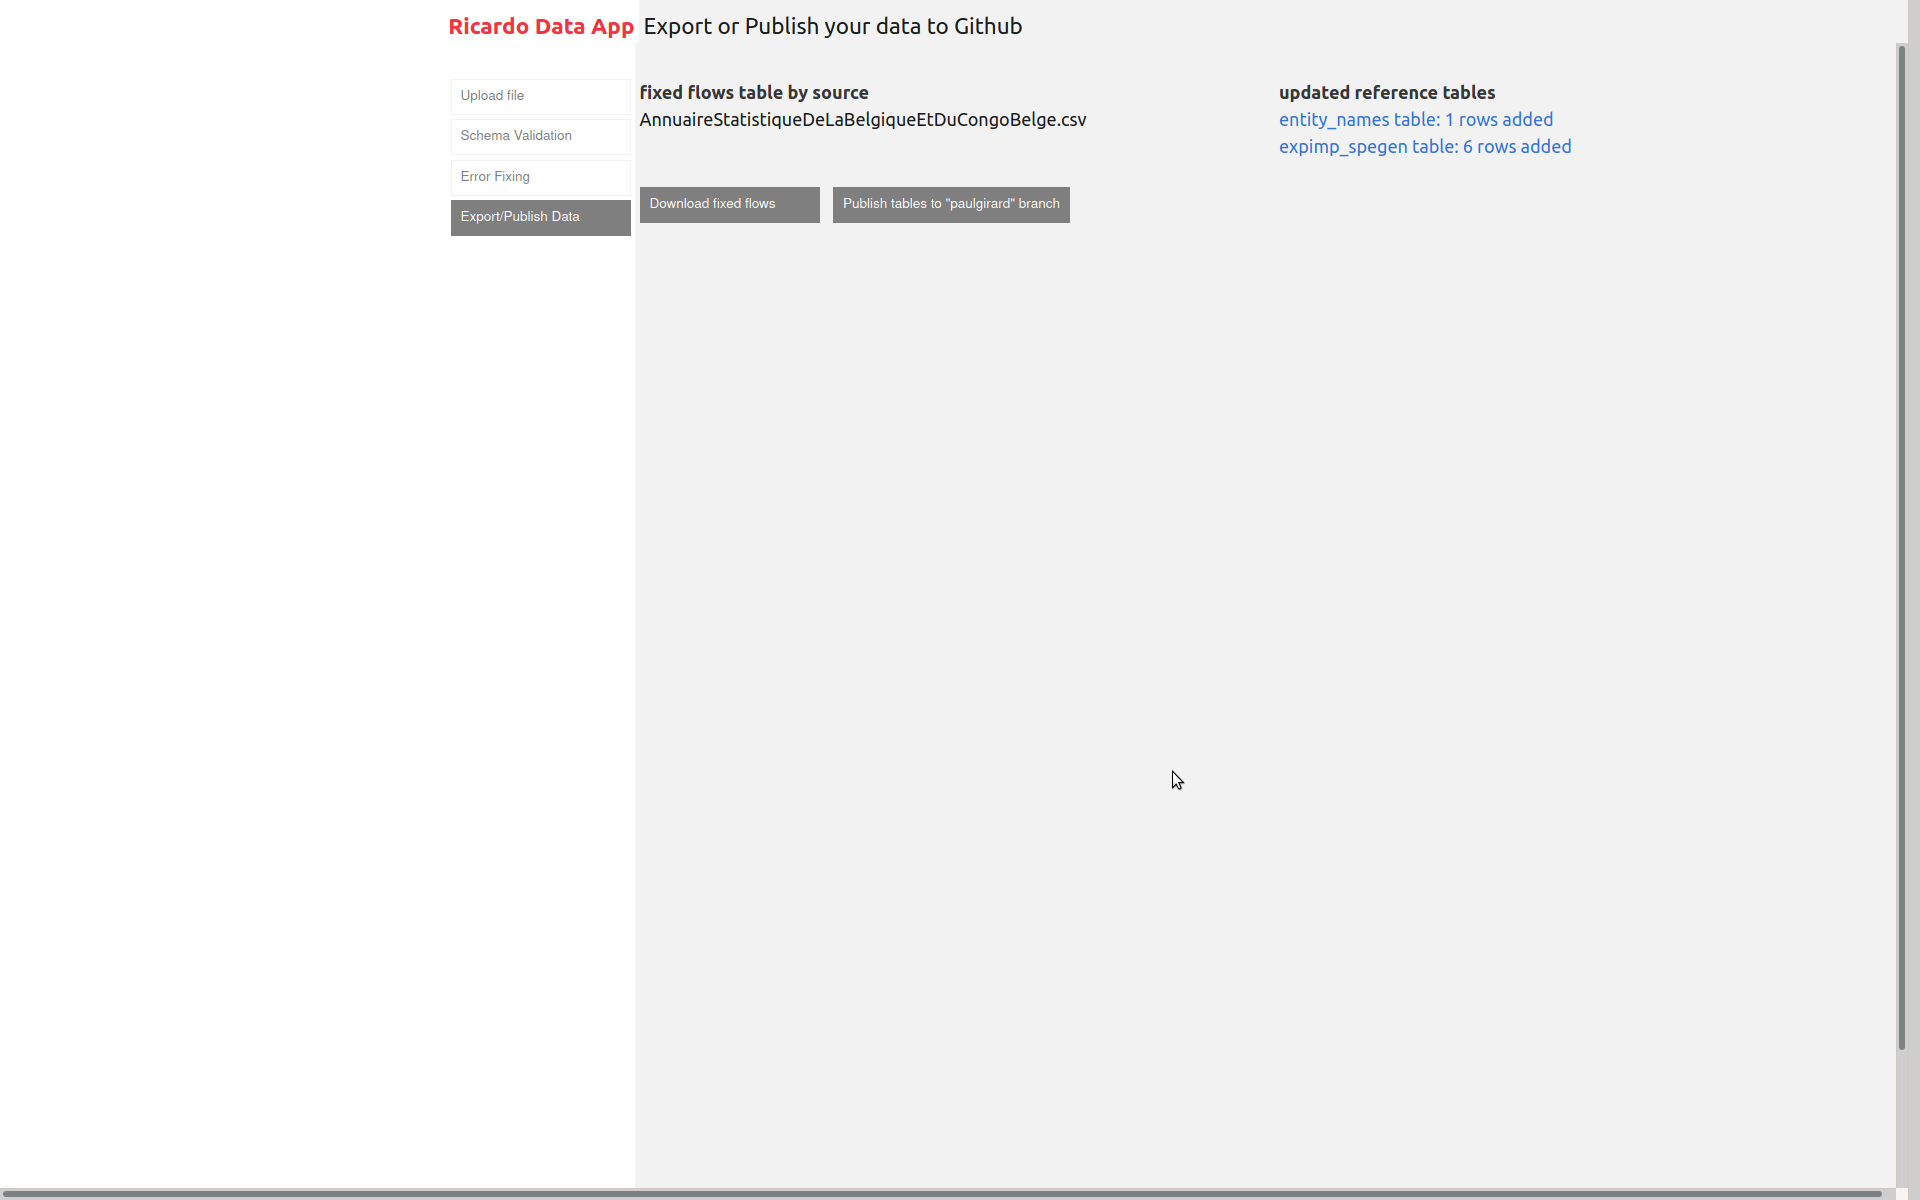 Ricardo Data App
Export or Publish your data to Github
Upload file
Schema Validation
Error Fixing
Export/Publish Data
fixed flows table by source
AnnuaireStatistiqueDeLaBelgiqueEtDuCongoBelge.csv
Download fixed flows
Publish tables to "paulgirard" branch
updated reference tables
entity_names table: 1 rows added
expimp_spegen table: 6 rows added